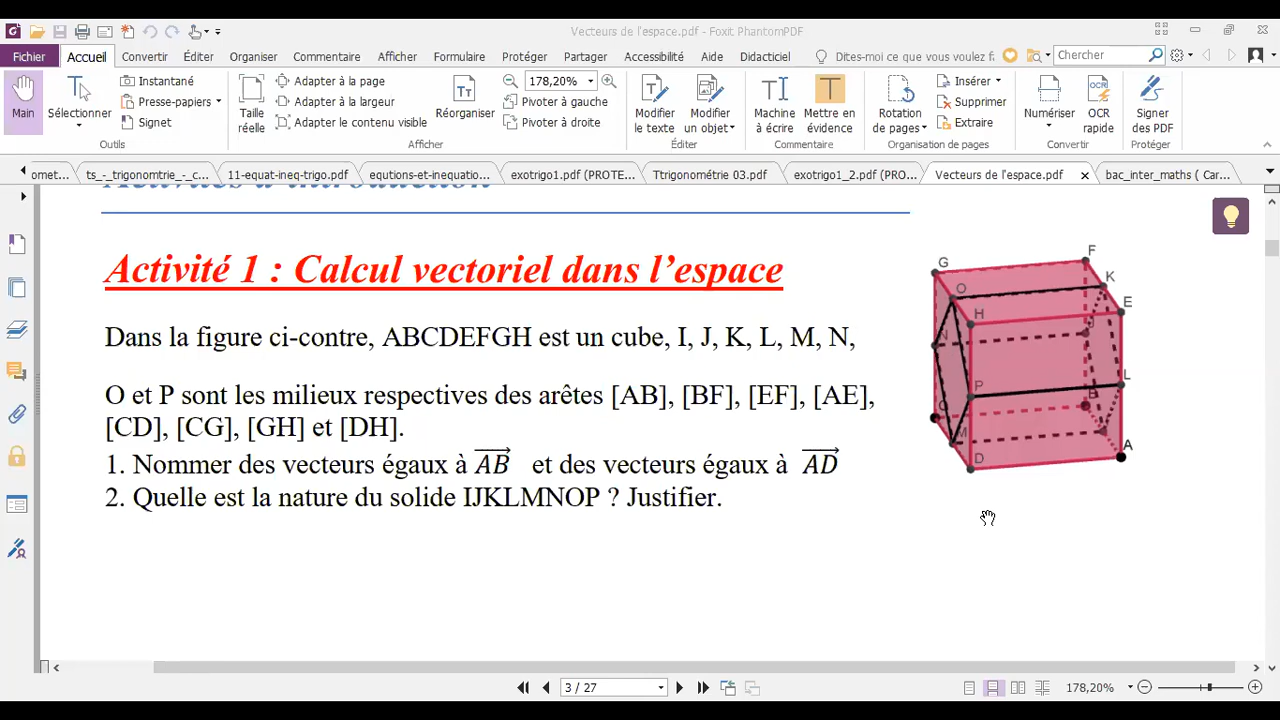 Vecteurs de l'espace.pdf - Foxit PhantomPDF
Fichier Accueil Convertir Éditer Organiser Commentaire Afficher Formulaire Protéger Partager Accessibilité Aide Didacticiel Dites-moi ce que vous voulez f Chercher
Main
Sélectionner
Instantané
Presse-papiers
Signet
Outils
Taille réelle
Adapter à la page
Adapter à la largeur
Adapter le contenu visible
Réorganiser
178,20%
Pivoter à gauche
Pivoter à droite
Afficher
Modifier le texte
Modifier un objet
Éditer
Machine à écrire
Mettre en évidence
Commentaire
Rotation de pages
Insérer
Supprimer
Extraire
Organisation de pages
Numériser
OCR rapide
Convertir
Signer des PDF
Protéger
omet... ts_-_trigonomtrie_-_c... 11-equat-ineq-trigo.pdf equtions-et-inequatio... exotrigo1.pdf (PROTE... Ttrigonométrie 03.pdf exotrigo1_2.pdf (PRO... Vecteurs de l'espace.pdf bac_inter_maths ( Car...
Activité 1 : Calcul vectoriel dans l'espace
Dans la figure ci-contre, ABCDEFGH est un cube, I, J, K, L, M, N,
O et P sont les milieux respectives des arêtes [AB], [BF], [EF], [AE],
[CD], [CG], [GH] et [DH].
1. Nommer des vecteurs égaux à AB et des vecteurs égaux à AD
2. Quelle est la nature du solide IJKLMNOP ? Justifier.
F
G
K
O
E
H
J
N
L
P
B
M
A
D
3 / 27
178,20%